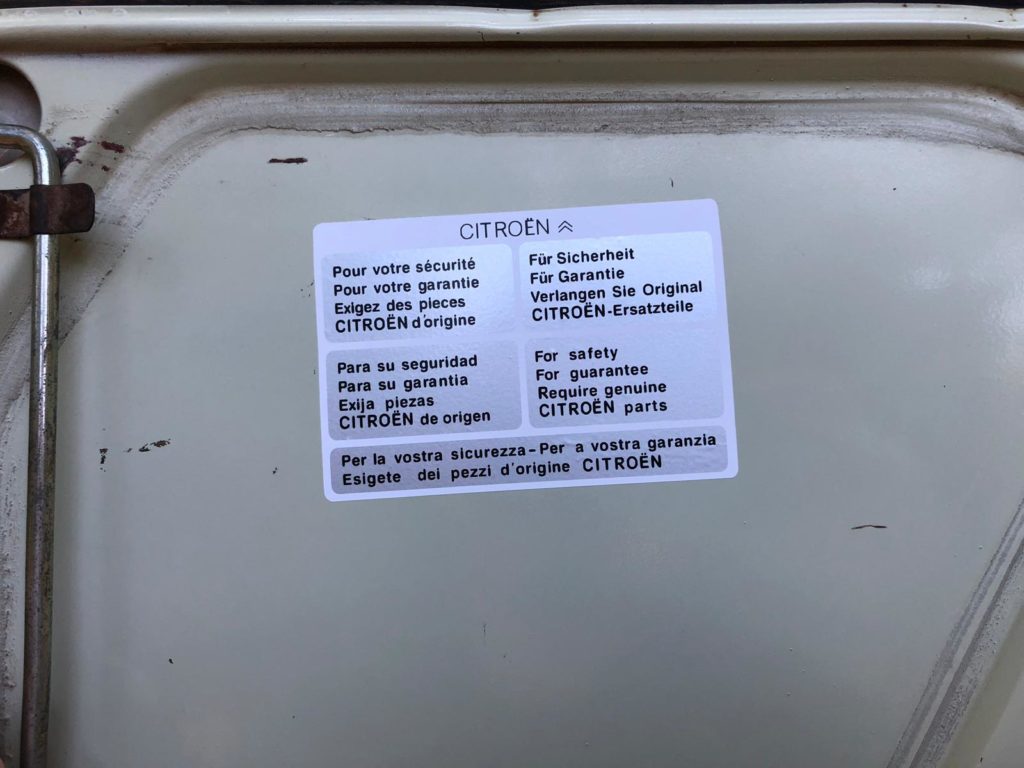 CITROËN
Pour votre sécurité
Pour votre garantie
Exigez des pieces
CITROËN d'origine
Für Sicherheit
Für Garantie
Verlangen Sie Original
CITROËN-Ersatzteile
Para su seguridad
Para su garantia
Exija piezas
CITROËN de origen
For safety
For guarantee
Require genuine
CITROËN parts
Per la vostra sicurezza - Per a vostra garanzia
Esigete dei pezzi d'origine CITROËN